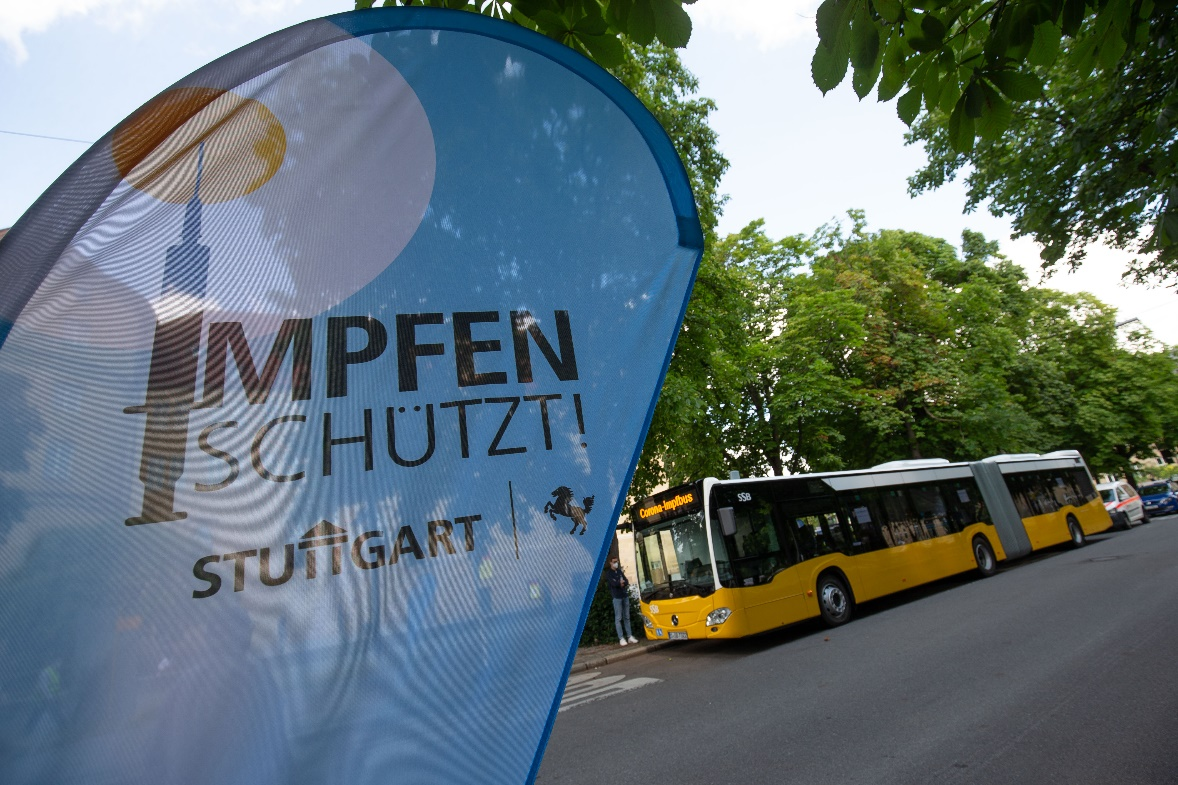 IMPFEN
SCHÜTZT!
STUTTGART
Corona-Impfbus
SSB